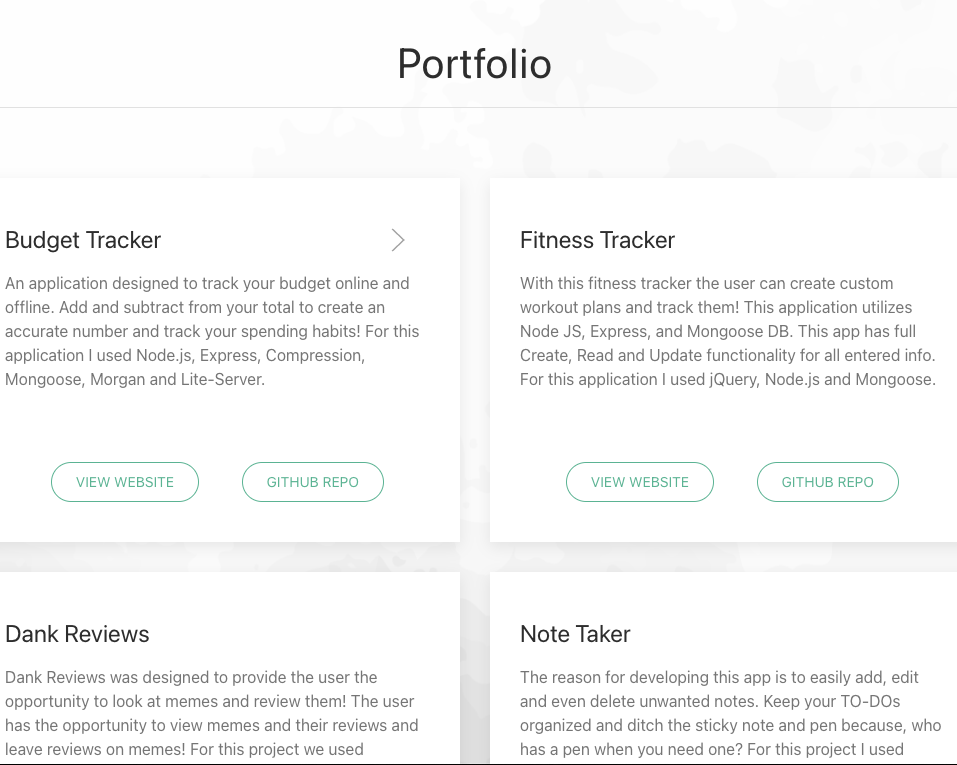 Portfolio
Budget Tracker
An application designed to track your budget online and
offline. Add and subtract from your total to create an
accurate number and track your spending habits! For this
application I used Node.js, Express, Compression,
Mongoose, Morgan and Lite-Server.
VIEW WEBSITE GITHUB REPO
Fitness Tracker
With this fitness tracker the user can create custom
workout plans and track them! This application utilizes
Node JS, Express, and Mongoose DB. This app has full
Create, Read and Update functionality for all entered info.
For this application I used jQuery, Node.js and Mongoose.
VIEW WEBSITE GITHUB REPO
Dank Reviews
Dank Reviews was designed to provide the user the
opportunity to look at memes and review them! The user
has the opportunity to view memes and their reviews and
leave reviews on memes! For this project we used
Note Taker
The reason for developing this app is to easily add, edit
and even delete unwanted notes. Keep your TO-DOs
organized and ditch the sticky note and pen because, who
has a pen when you need one? For this project I used